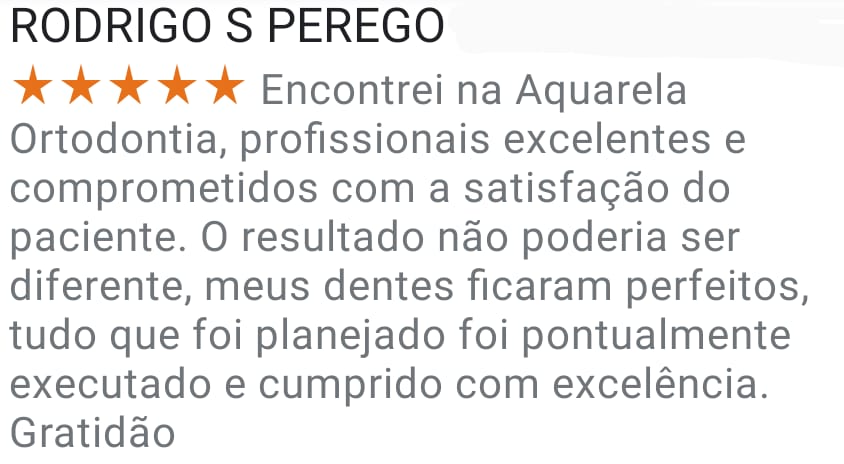 RODRIGO S PEREGO
★★★★★ Encontrei na Aquarela
Ortodontia, profissionais excelentes e
comprometidos com a satisfação do
paciente. O resultado não poderia ser
diferente, meus dentes ficaram perfeitos,
tudo que foi planejado foi pontualmente
executado e cumprido com excelência.
Gratidão